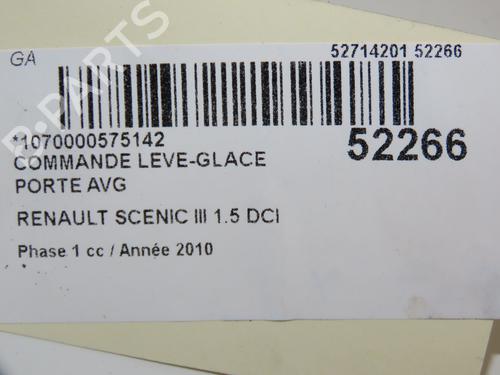 GA
52714201 52266
*1070000575142
52266
COMMANDE LEVE-GLACE
PORTE AVG
RENAULT SCENIC III 1.5 DCI
Phase 1 cc / Année 2010
B-PARTS